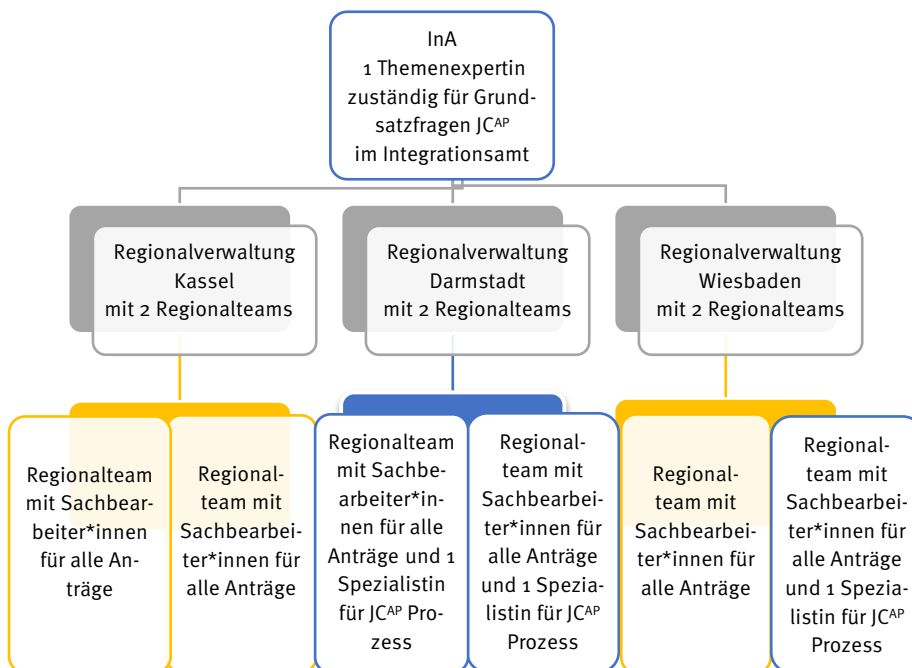 InA
1 Themenexpertin
zuständig für Grund-
satzfragen JCᴬᴾ
im Integrationsamt
Regionalverwaltung
Kassel
mit 2 Regionalteams
Regionalverwaltung
Darmstadt
mit 2 Regionalteams
Regionalverwaltung
Wiesbaden
mit 2 Regionalteams
Regionalteam
mit Sachbear-
beiter*innen
für alle An-
träge
Regional-
team mit
Sachbearbei-
ter*innen für
alle Anträge
Regionalteam
mit Sachbe-
arbeiter*in-
nen für alle
Anträge und 1
Spezialistin
für JCᴬᴾ Pro-
zess
Regional-
team mit
Sachbearbei-
ter*innen für
alle Anträge
und 1 Spezia-
listin für JCᴬᴾ
Prozess
Regional-
team mit
Sachbearbei-
ter*innen für
alle Anträge
Regional-
team mit
Sachbearbei-
ter*innen für
alle Anträge
und 1 Spezia-
listin für JCᴬᴾ
Prozess